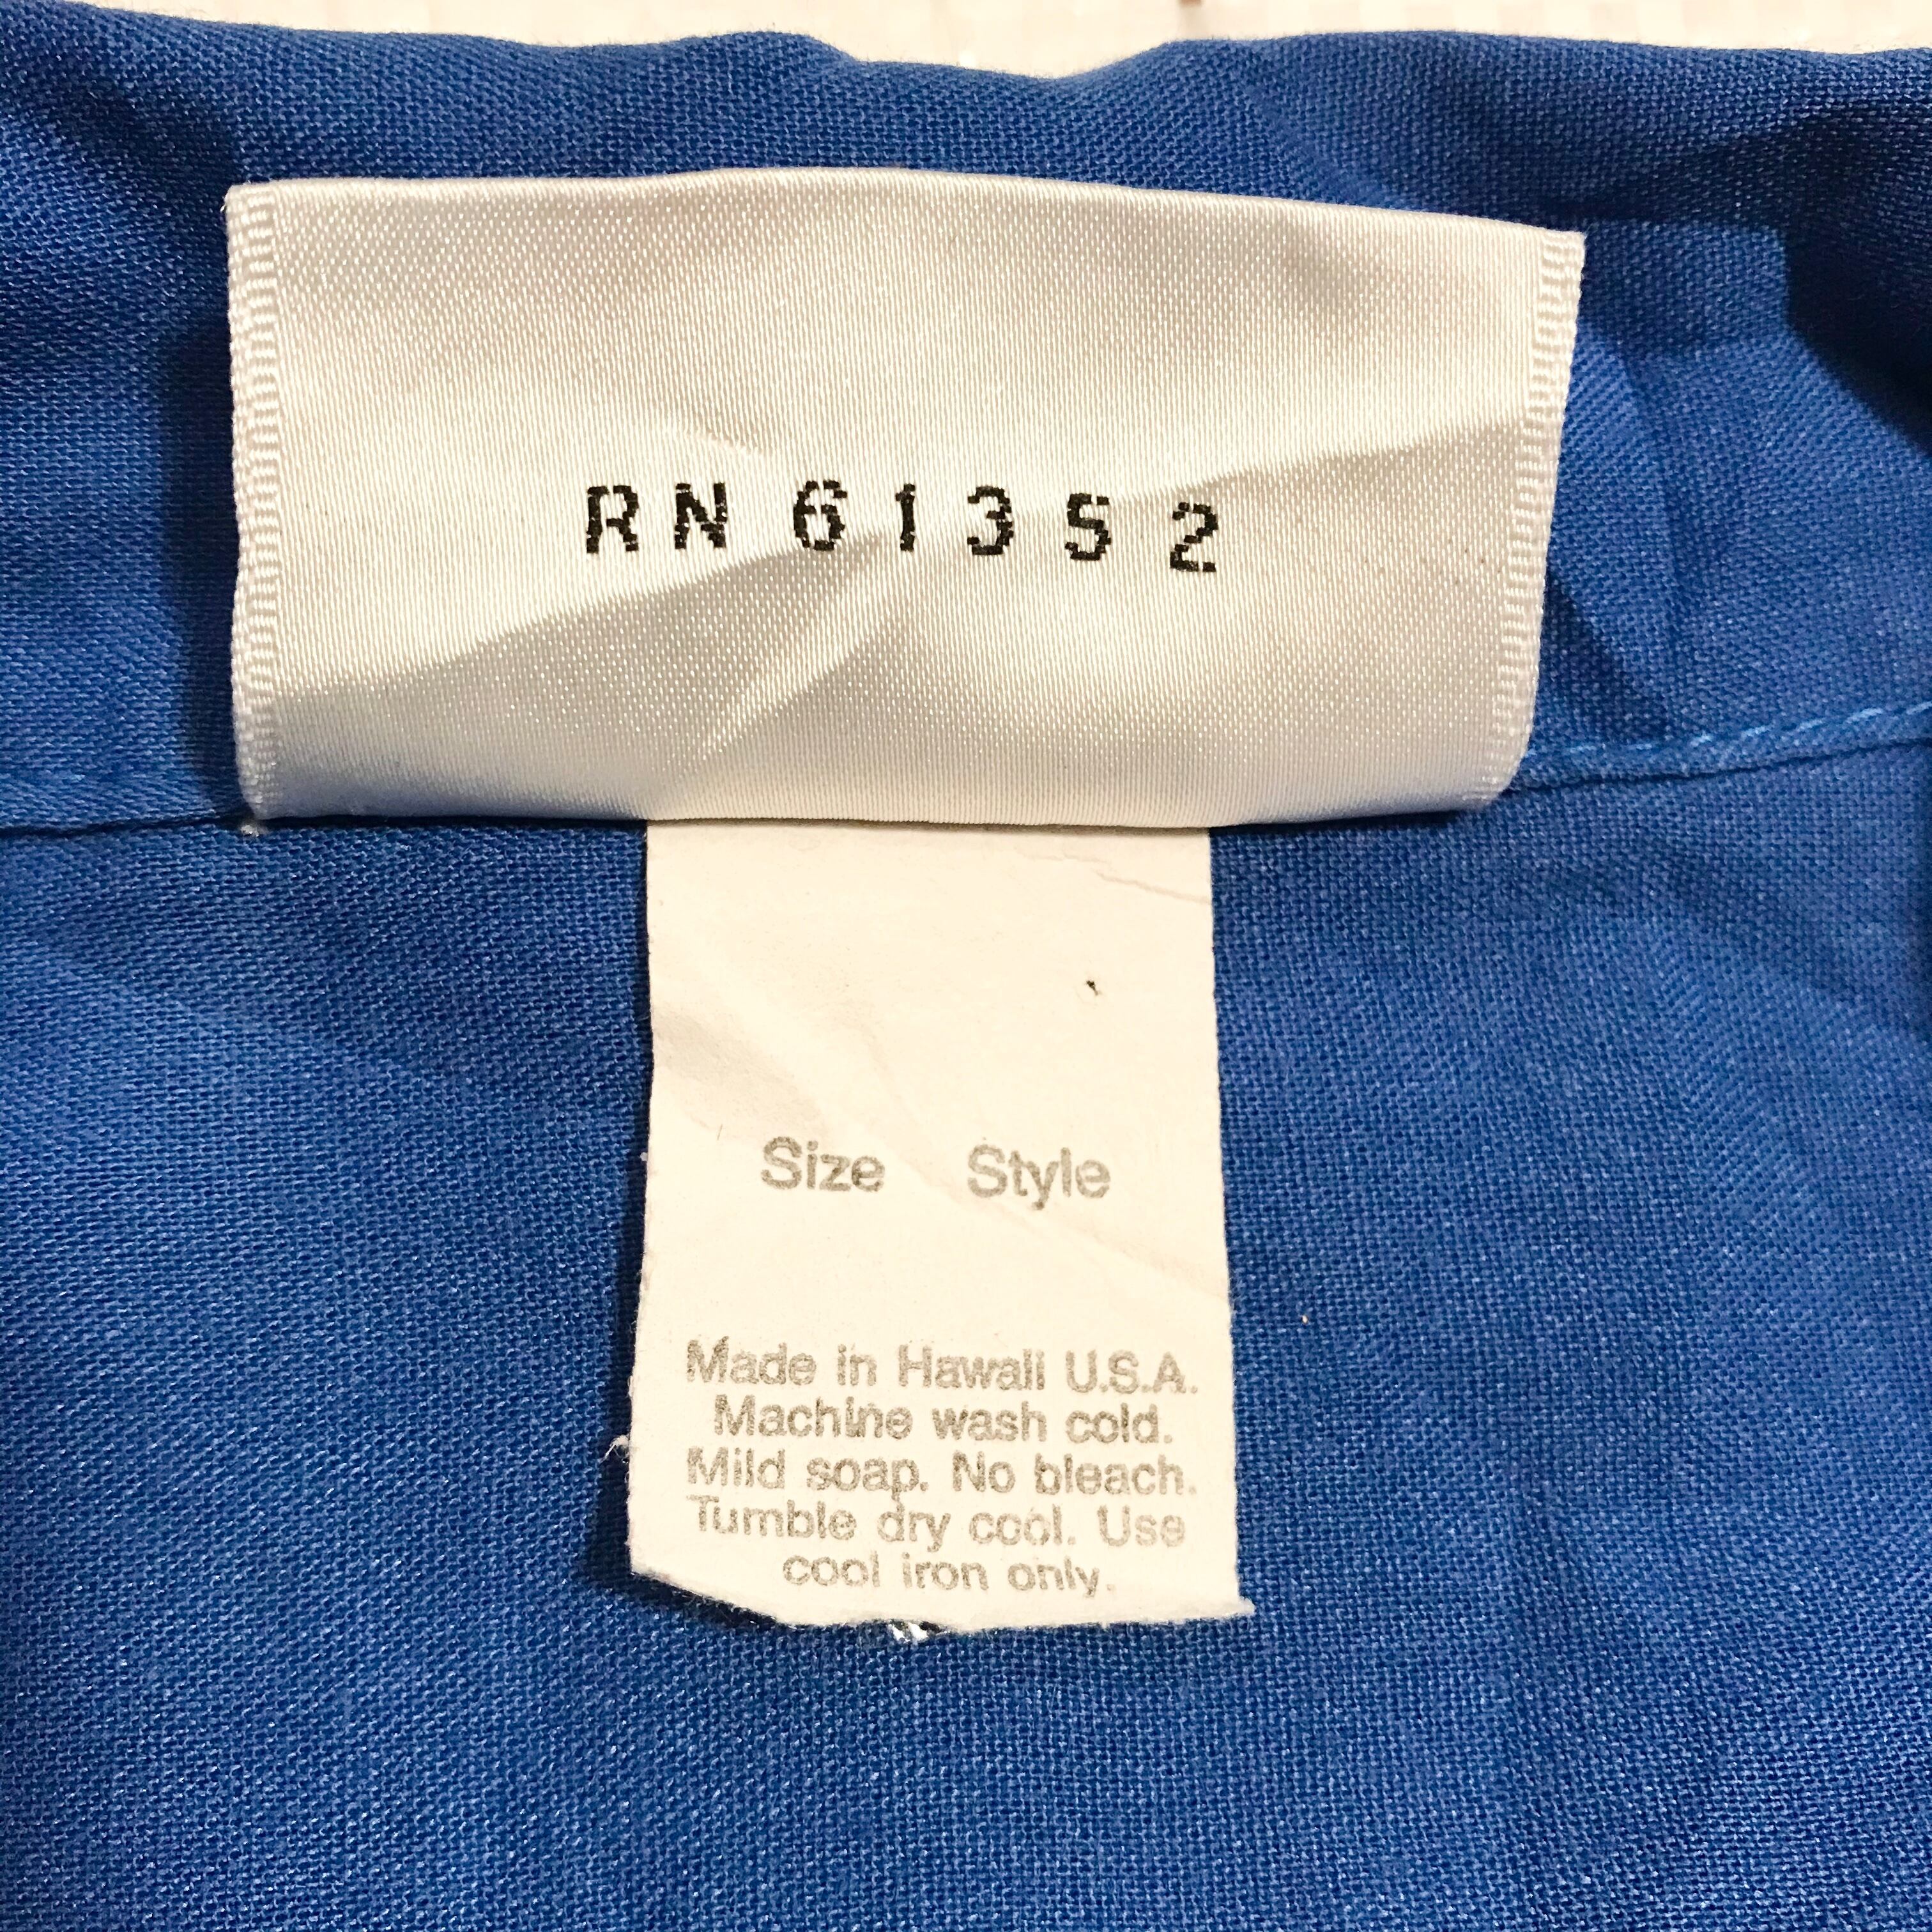 RN 61352
Size Style
Made in Hawaii U.S.A.
Machine wash cold.
Mild soap. No bleach.
Tumble dry cool. Use
cool iron only.